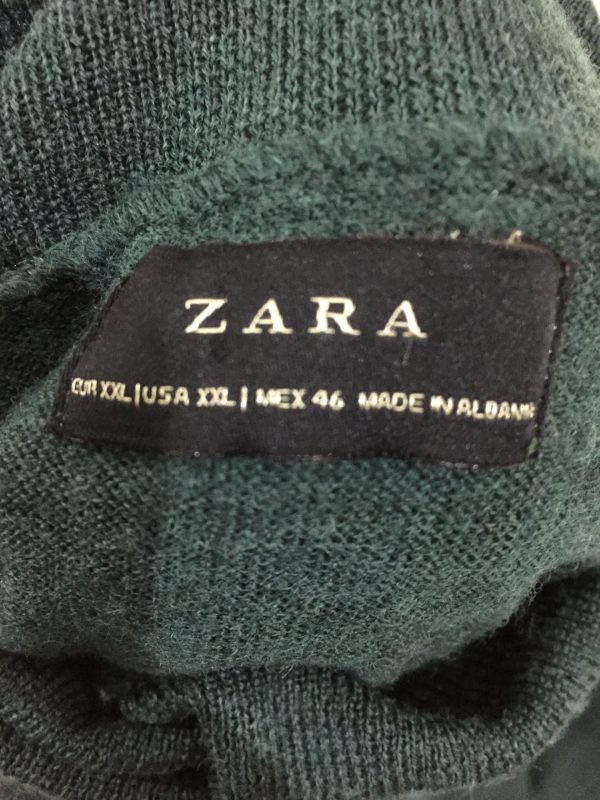 ZARA
EUR XXL | USA XXL | MEX 46 MADE IN ALBANIA